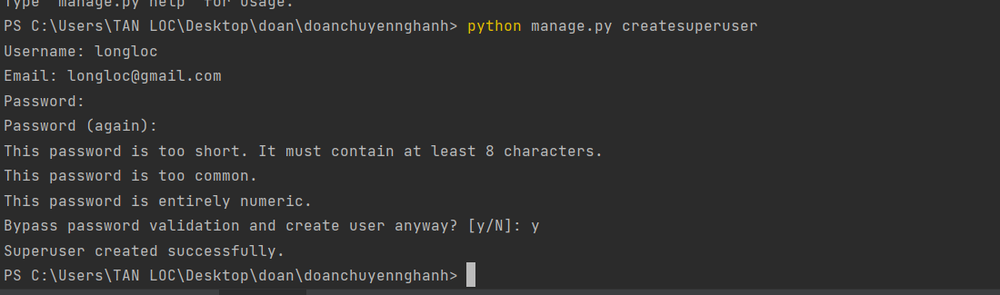 Type 'manage.py help' for usage.
PS C:\Users\TAN LOC\Desktop\doan\doanchuyennghanh> python manage.py createsuperuser
Username: longloc
Email: longloc@gmail.com
Password:
Password (again):
This password is too short. It must contain at least 8 characters.
This password is too common.
This password is entirely numeric.
Bypass password validation and create user anyway? [y/N]: y
Superuser created successfully.
PS C:\Users\TAN LOC\Desktop\doan\doanchuyennghanh>